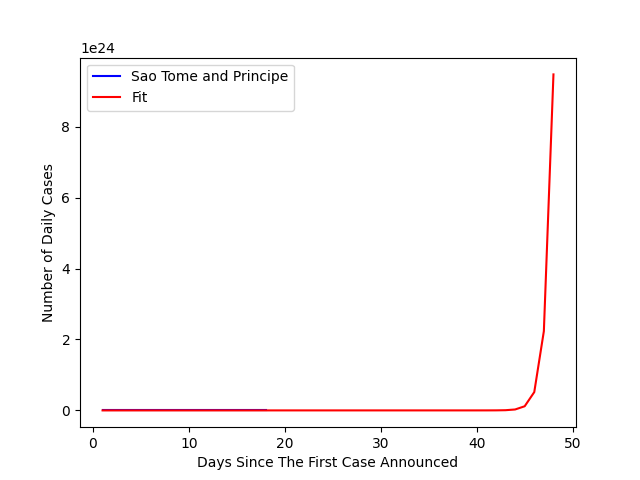 1e24
Sao Tome and Principe
Fit
8
6
4
2
0
Number of Daily Cases
0 10 20 30 40 50
Days Since The First Case Announced